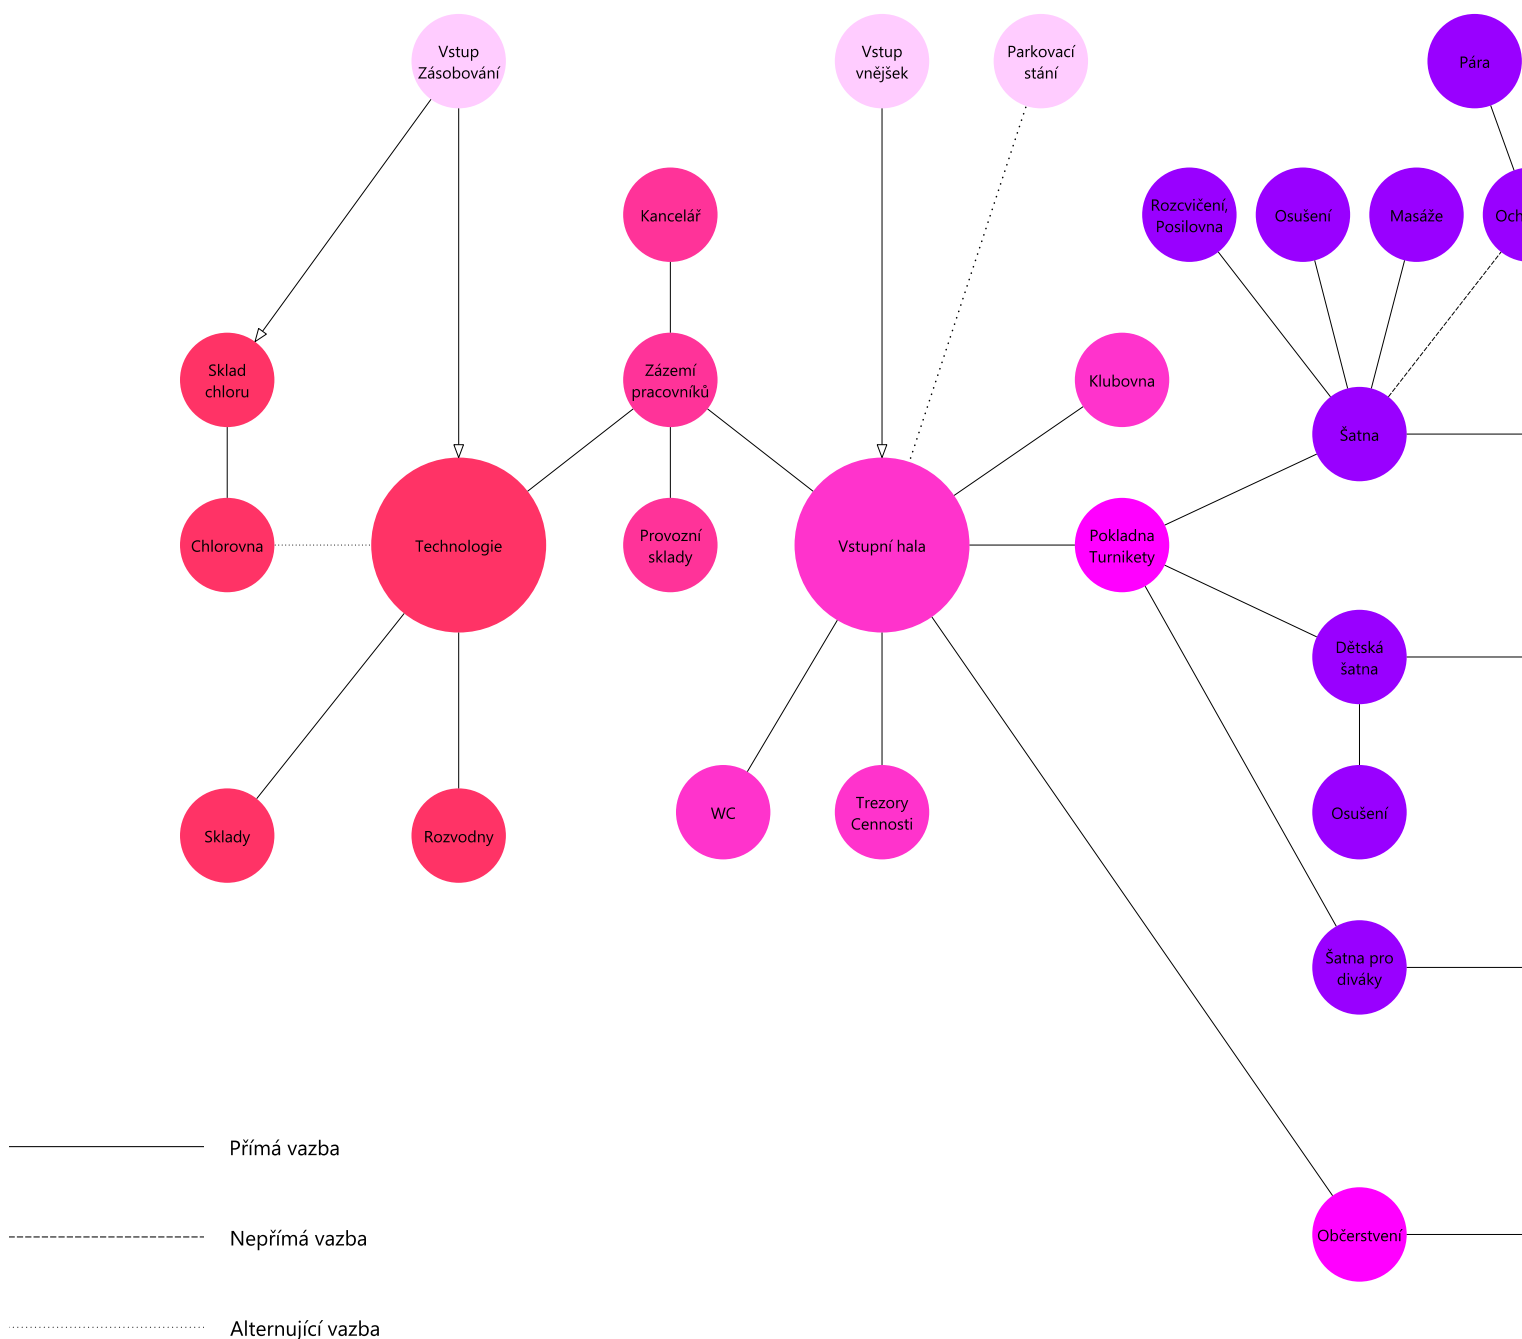 Vstup
Zásobování
Vstup
vnějšek
Parkovací
stání
Pára
Kancelář
Rozcvičení,
Posilovna
Osušení
Masáže
Sklad
chloru
Zázemí
pracovníků
Klubovna
Šatna
Chlorovna
Technologie
Provozní
sklady
Vstupní hala
Pokladna
Turnikety
Dětská
šatna
Sklady
Rozvodny
WC
Trezory
Cennosti
Osušení
Šatna pro
diváky
Přímá vazba
Občerstvení
Nepřímá vazba
Alternující vazba